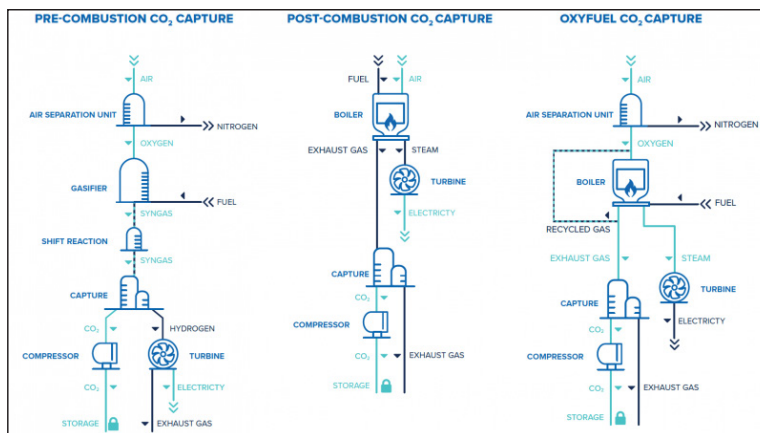 PRE-COMBUSTION CO₂ CAPTURE
AIR
AIR SEPARATION UNIT
NITROGEN
OXYGEN
GASIFIER
FUEL
SYNGAS
SHIFT REACTION
SYNGAS
CAPTURE
CO₂
HYDROGEN
COMPRESSOR
TURBINE
CO₂
ELECTRICTY
STORAGE
EXHAUST GAS
POST-COMBUSTION CO₂ CAPTURE
FUEL
AIR
BOILER
EXHAUST GAS
STEAM
TURBINE
ELECTRICTY
CAPTURE
CO₂
COMPRESSOR
CO₂
EXHAUST GAS
STORAGE
OXYFUEL CO₂ CAPTURE
AIR
AIR SEPARATION UNIT
NITROGEN
OXYGEN
BOILER
FUEL
RECYCLED GAS
EXHAUST GAS
STEAM
TURBINE
CAPTURE
ELECTRICTY
CO₂
COMPRESSOR
CO₂
EXHAUST GAS
STORAGE